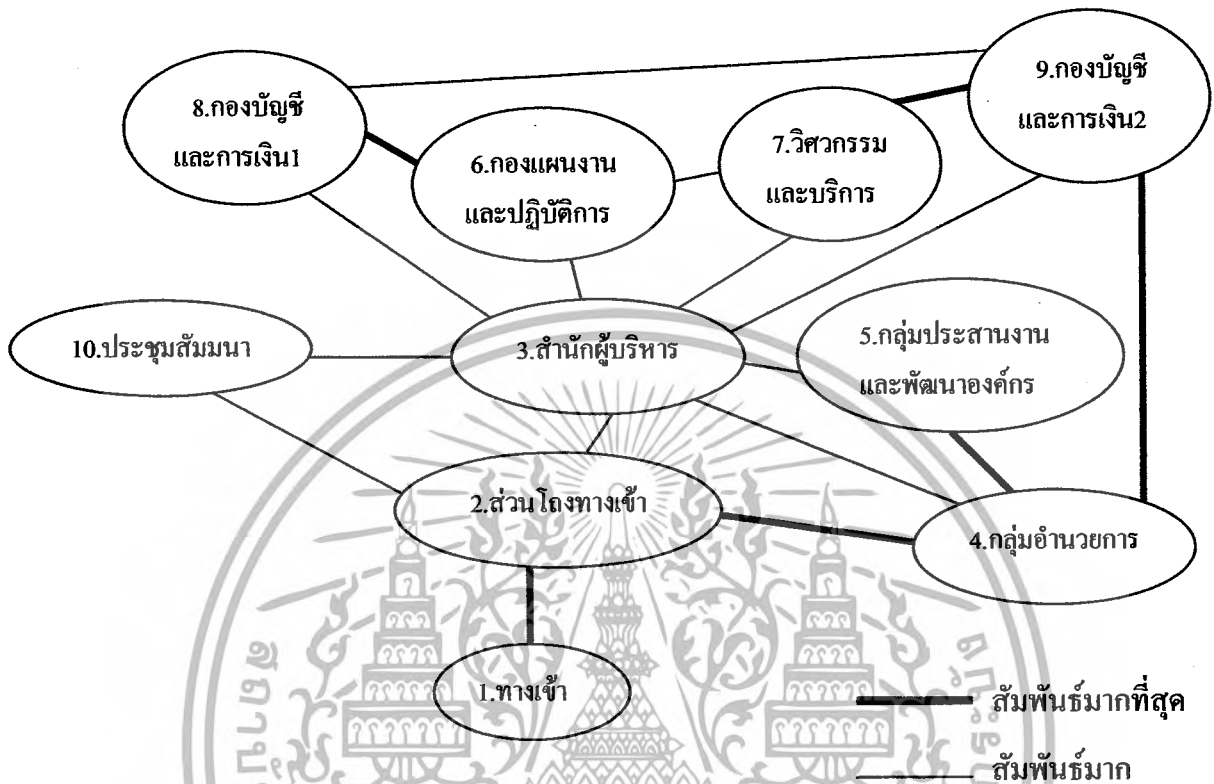 8.กองบัญชี
และการเงิน1
9.กองบัญชี
และการเงิน2
6.กองแผนงาน
และปฏิบัติการ
7.วิศวกรรม
และบริการ
10.ประชุมสัมมนา
3.สำนักผู้บริหาร
5.กลุ่มประสานงาน
และพัฒนาองค์กร
2.ส่วนโถงทางเข้า
4.กลุ่มอำนวยการ
1.ทางเข้า
สัมพันธ์มากที่สุด
สัมพันธ์มาก